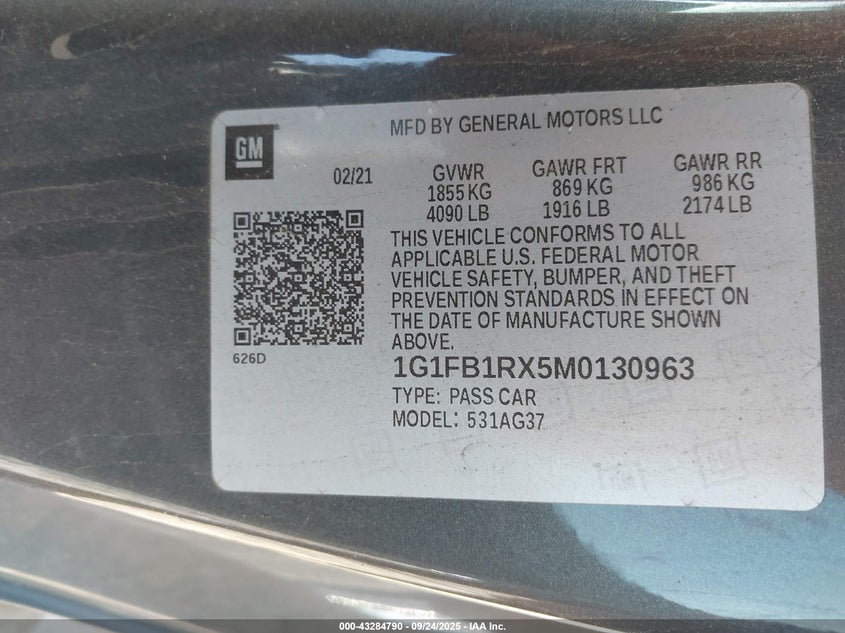 MFD BY GENERAL MOTORS LLC
GM
02/21
GVWR GAWR FRT GAWR RR
1855 KG 869 KG 986 KG
4090 LB 1916 LB 2174 LB
THIS VEHICLE CONFORMS TO ALL
APPLICABLE U.S. FEDERAL MOTOR
VEHICLE SAFETY, BUMPER, AND THEFT
PREVENTION STANDARDS IN EFFECT ON
THE DATE OF MANUFACTURE SHOWN
ABOVE.
626D
1G1FB1RX5M0130963
TYPE: PASS CAR
MODEL: 531AG37
000-43284790 - 09/24/2025 - IAA Inc.